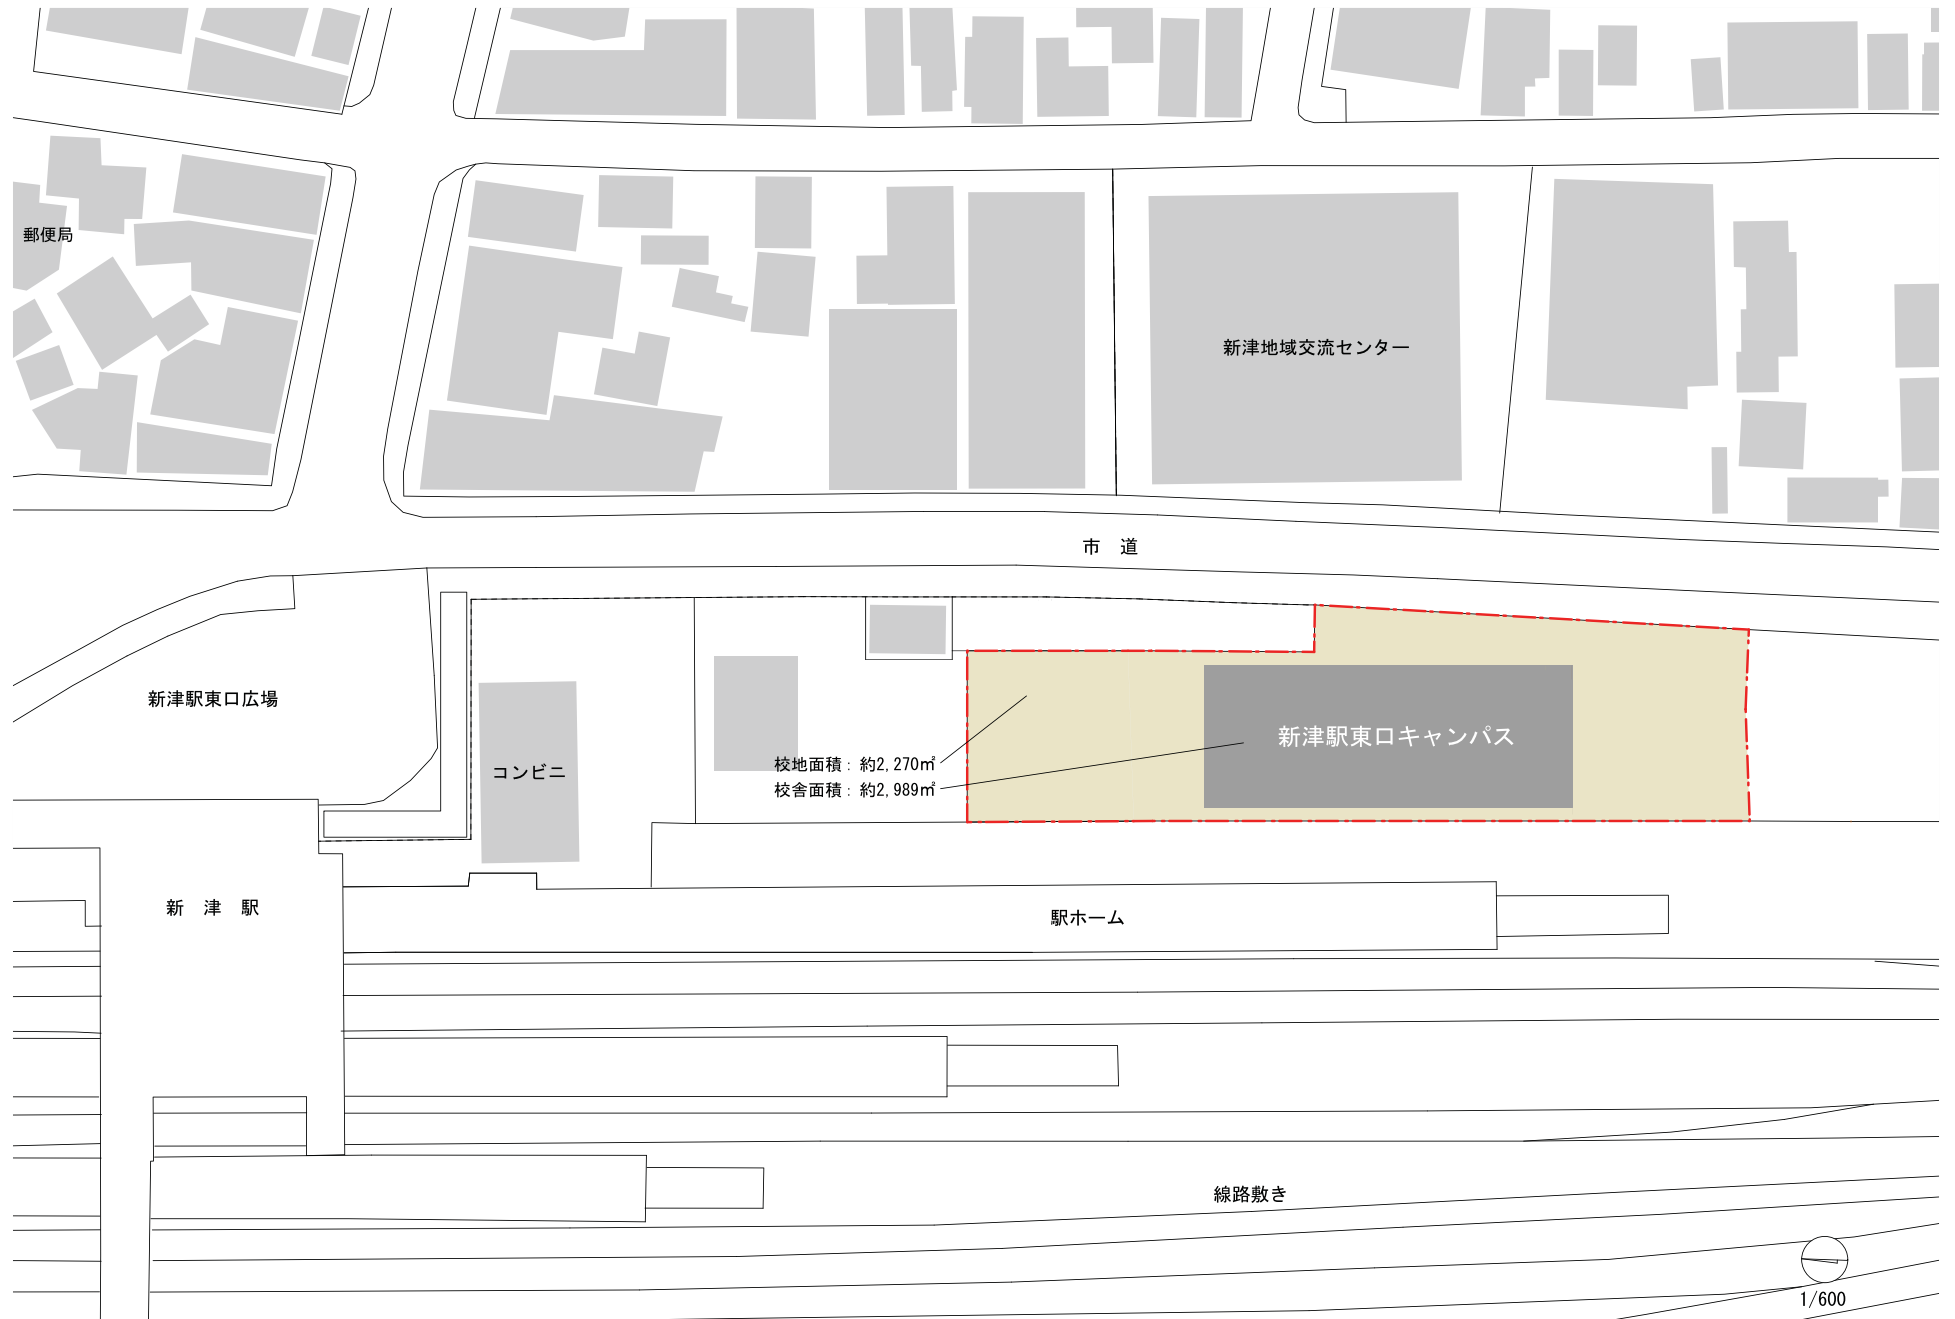 郵便局
新津地域交流センター
市　道
新津駅東口広場
新津駅東口キャンパス
コンビニ
校地面積：約2,270㎡
校舎面積：約2,989㎡
新　津　駅
駅ホーム
線路敷き
1/600